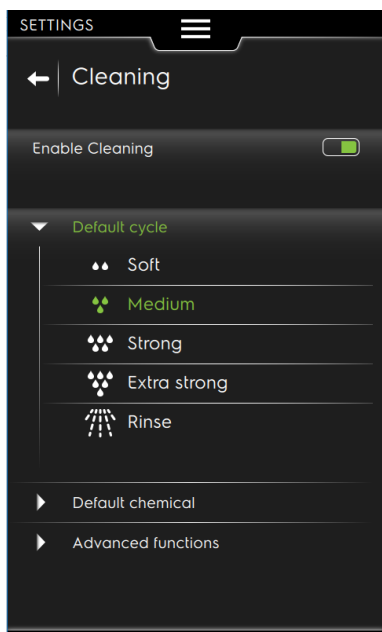 SETTINGS
Cleaning
Enable Cleaning
Default cycle
Soft
Medium
Strong
Extra strong
Rinse
Default chemical
Advanced functions